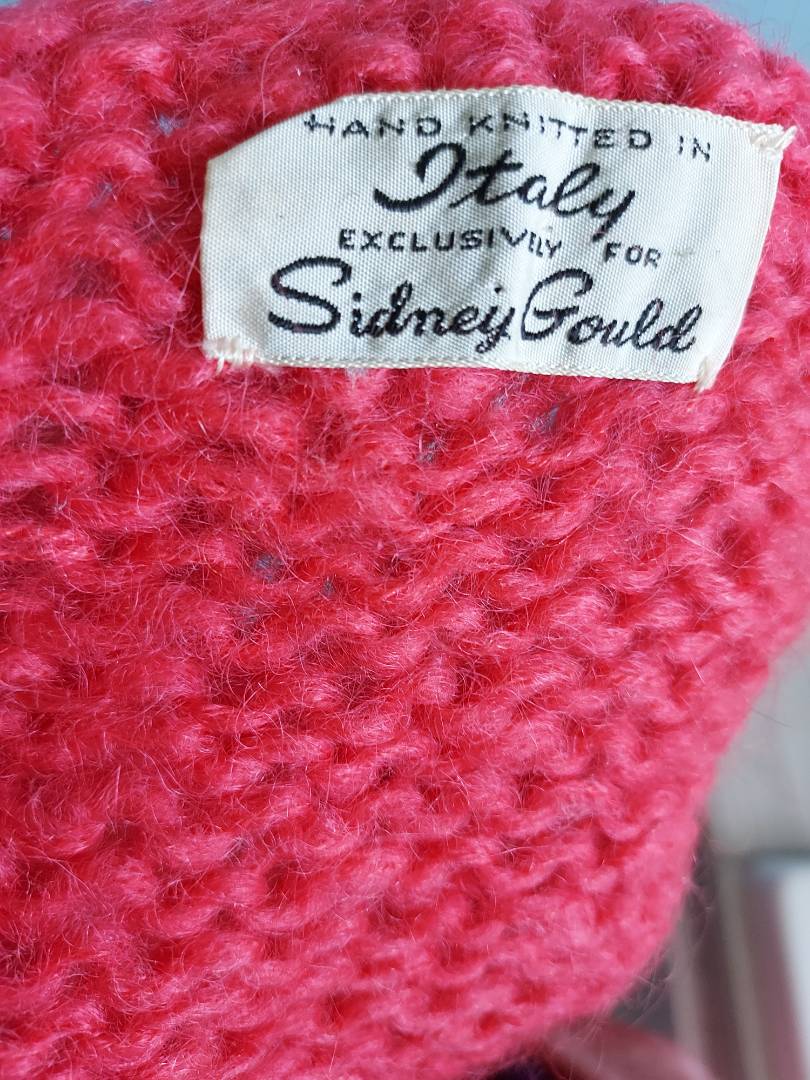 HAND KNITTED IN
Italy
EXCLUSIVELY FOR
Sidney Gould